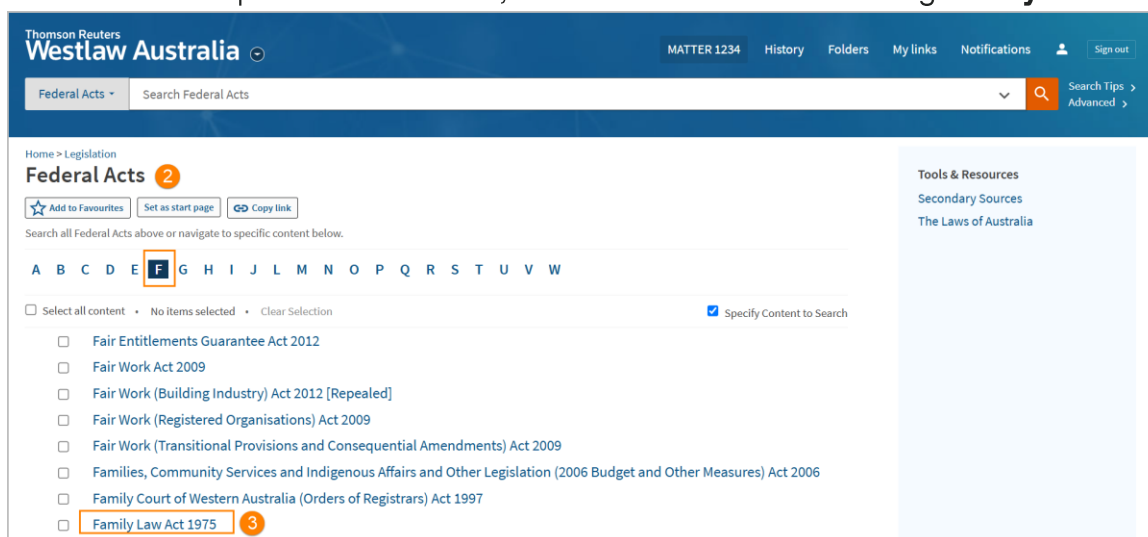 Thomson Reuters
Westlaw Australia
MATTER 1234 History Folders My links Notifications Sign out
Federal Acts Search Federal Acts
Search Tips >
Advanced >
Home > Legislation
Federal Acts 2
Add to Favourites Set as start page Copy link
Search all Federal Acts above or navigate to specific content below.
A B C D E F G H I J L M N O P Q R S T U V W
Select all content • No items selected • Clear Selection Specify Content to Search
Fair Entitlements Guarantee Act 2012
Fair Work Act 2009
Fair Work (Building Industry) Act 2012 [Repealed]
Fair Work (Registered Organisations) Act 2009
Fair Work (Transitional Provisions and Consequential Amendments) Act 2009
Families, Community Services and Indigenous Affairs and Other Legislation (2006 Budget and Other Measures) Act 2006
Family Court of Western Australia (Orders of Registrars) Act 1997
Family Law Act 1975 3
Tools & Resources
Secondary Sources
The Laws of Australia